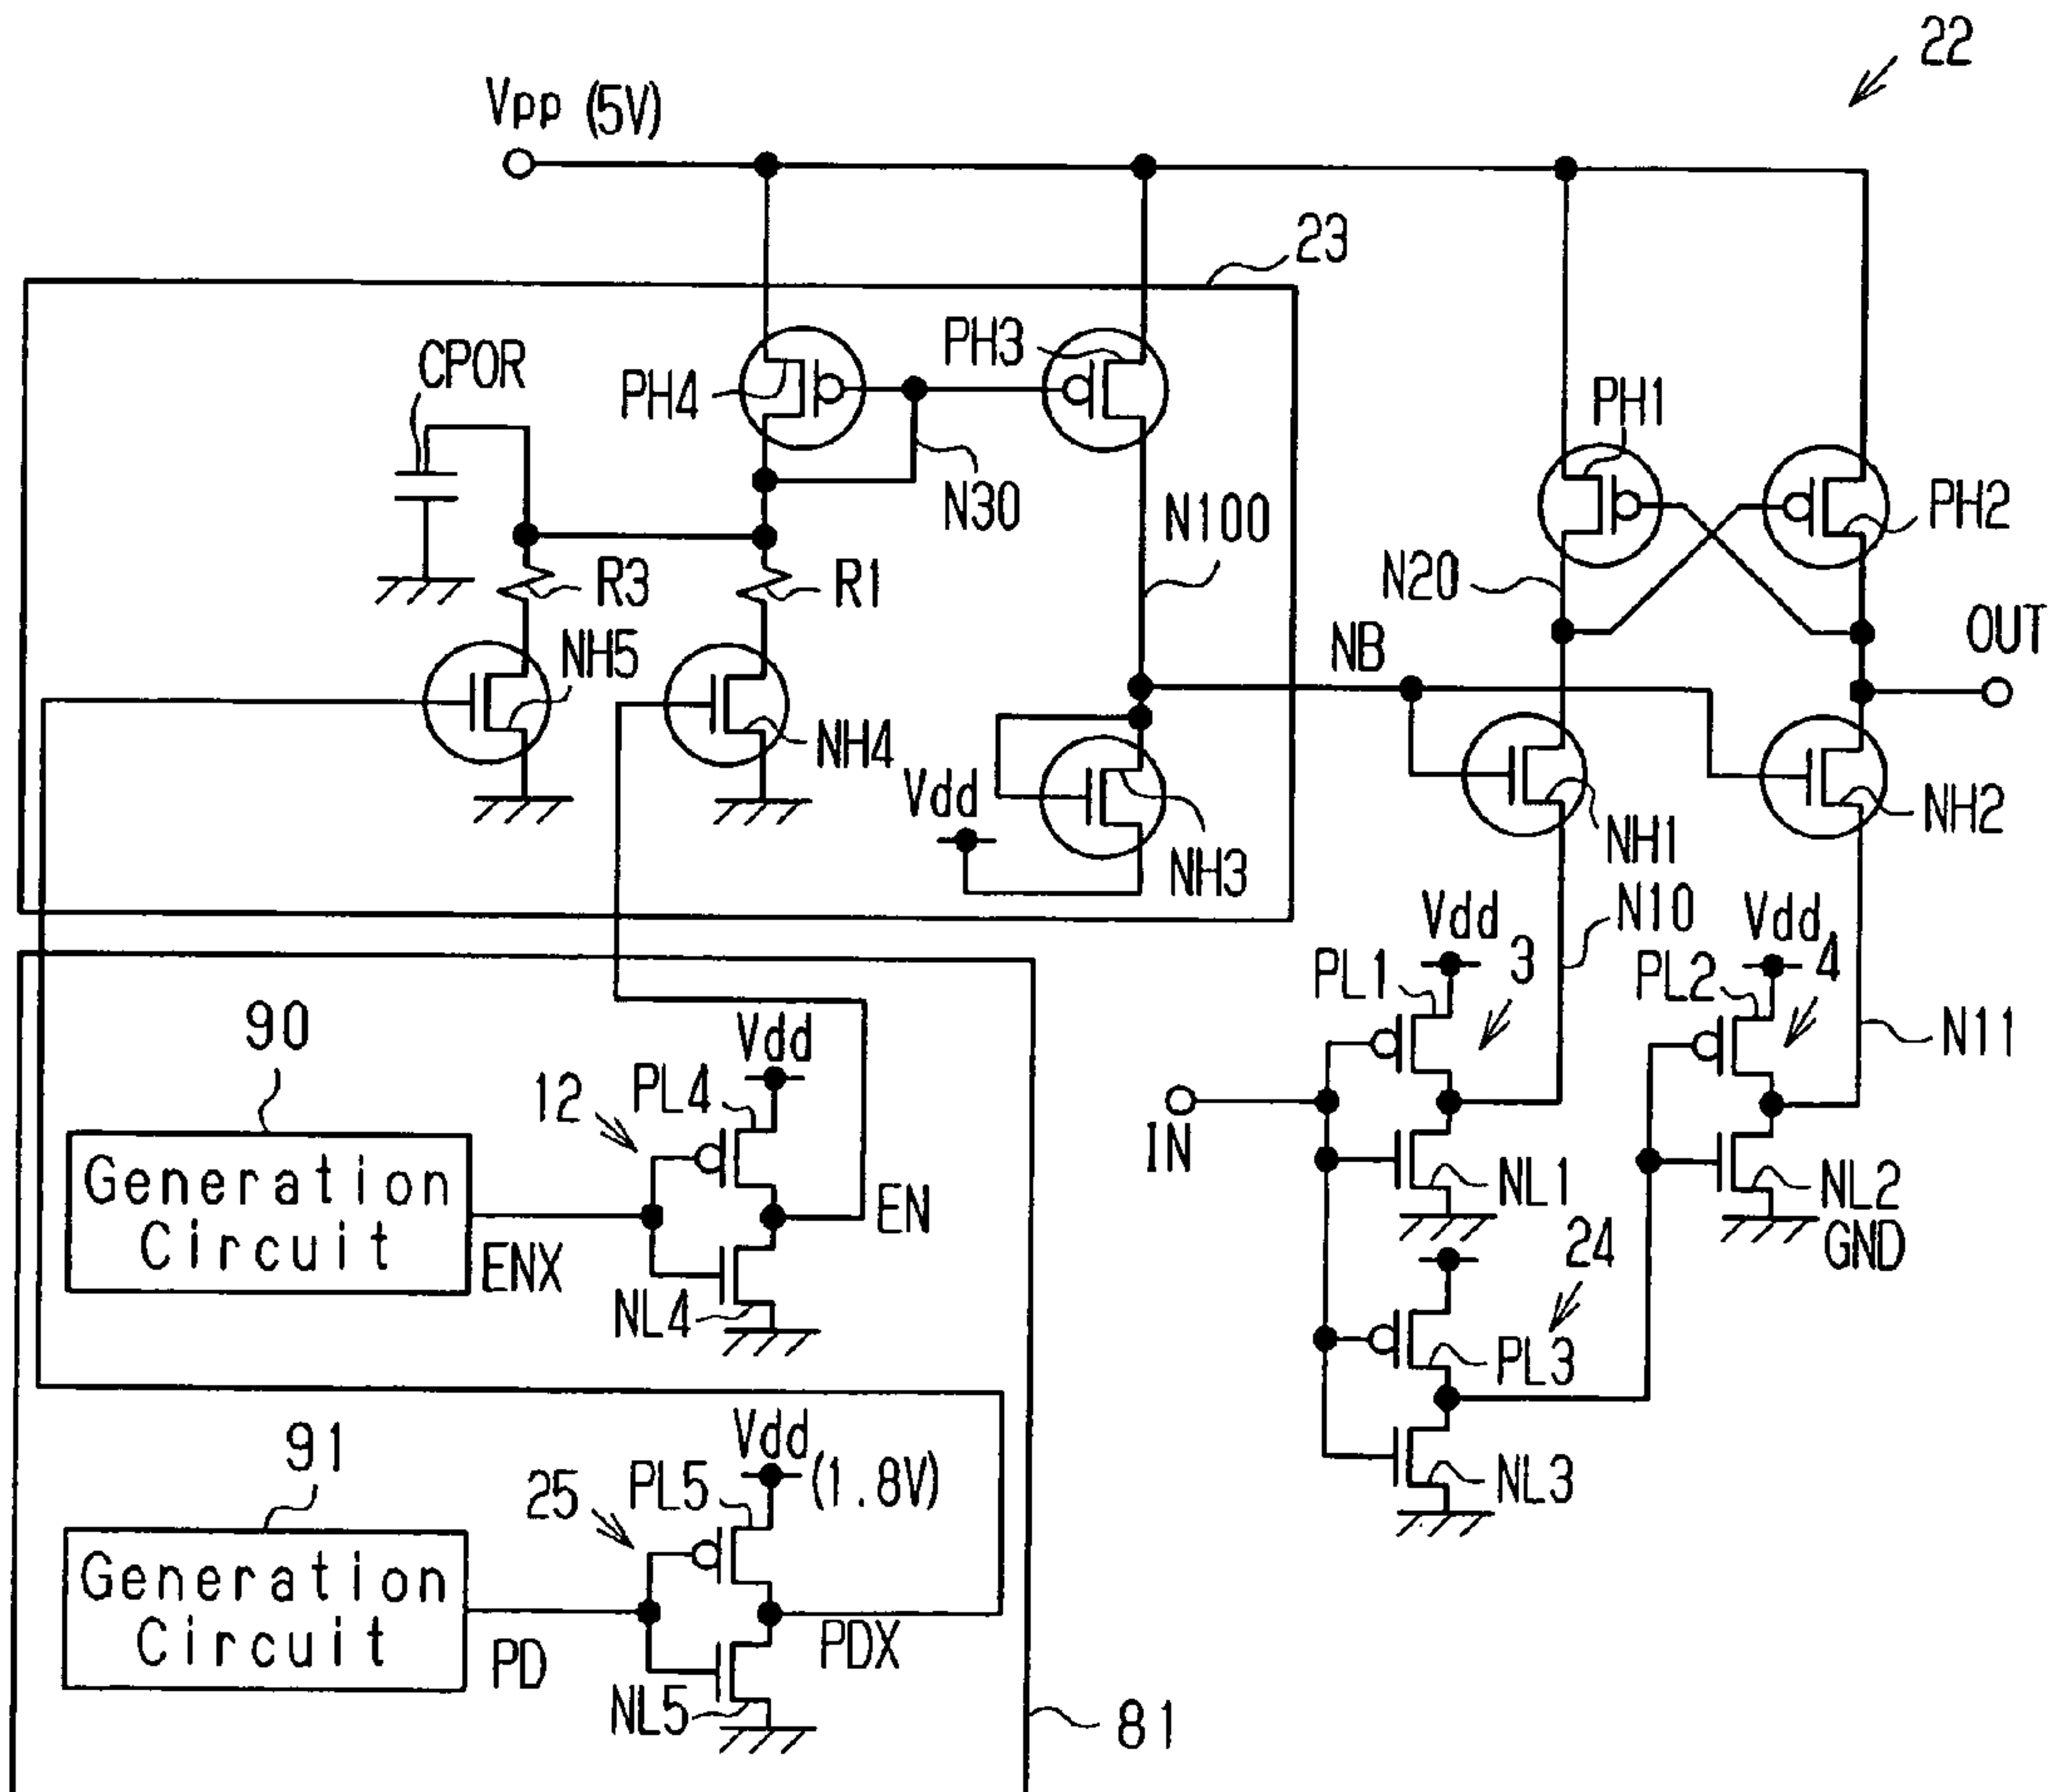 22
Vpp (5V)
23
CPOR
PH4
PH3
PH1
N30
N100
PH2
R3
R1
N20
OUT
NH5
NB
NH4
Vdd
NH1
NH2
NH3
Vdd
3
N10
Vdd
4
PL1
PL2
90
Vdd
N11
12
PL4
IN
Generation
Circuit
ENX
EN
NL1
NL2
GND
NL4
24
PL3
91
Vdd
(1.8V)
25
PL5
NL3
Generation
Circuit
PD
PDX
NL5
81